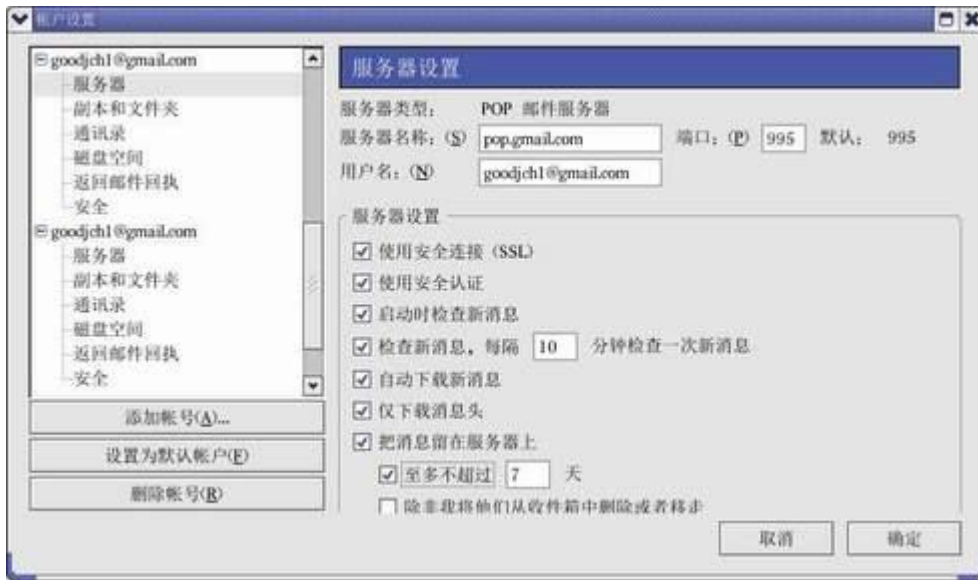 帐户设置
goodjch1@gmail.com
服务器
副本和文件夹
通讯录
磁盘空间
返回邮件回执
安全
goodjch1@gmail.com
服务器
副本和文件夹
通讯录
磁盘空间
返回邮件回执
安全
添加帐号(A)...
设置为默认帐户(F)
删除帐号(R)
服务器设置
服务器类型: POP 邮件服务器
服务器名称: (S) pop.gmail.com 端口: (P) 995 默认: 995
用户名: (N) goodjch1@gmail.com
服务器设置
使用安全连接 (SSL)
使用安全认证
启动时检查新消息
检查新消息，每隔 10 分钟检查一次新消息
自动下载新消息
仅下载消息头
把消息留在服务器上
至多不超过 7 天
除非我将他们从收件箱中删除或者移走
取消 确定